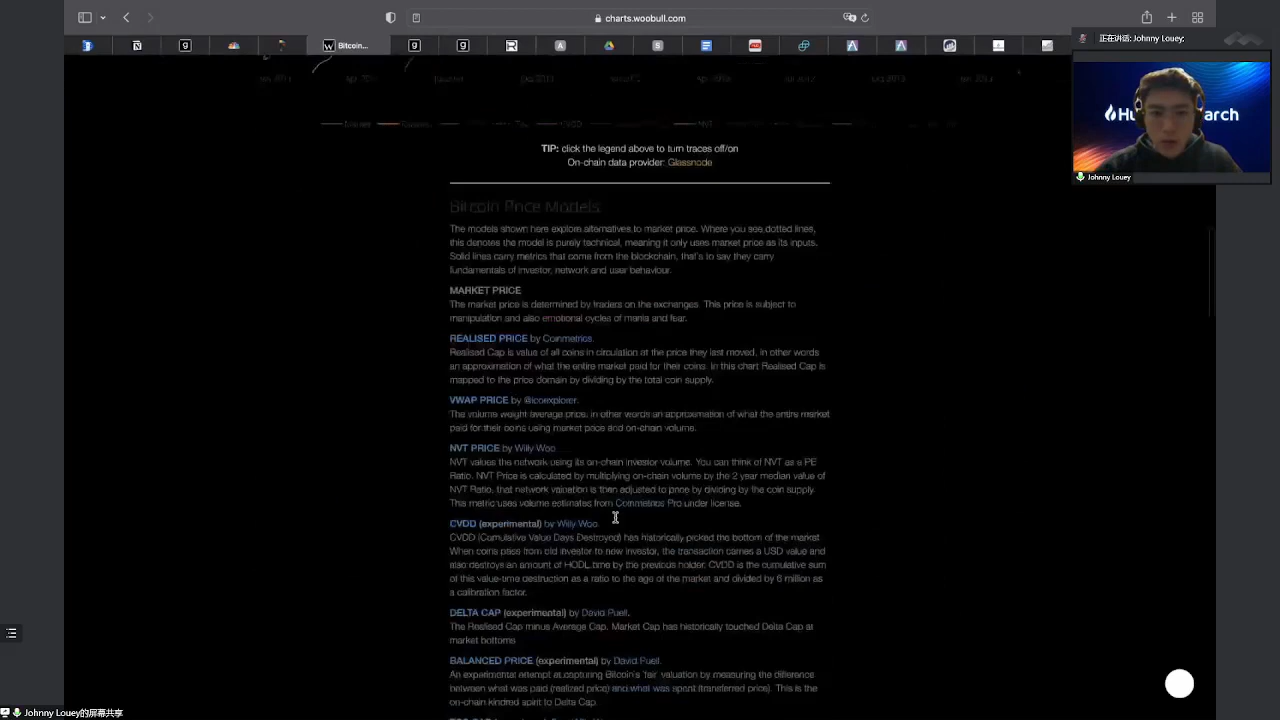 charts.woobull.com
Bitcoin...
正在讲话: Johnny Louey;
Johnny Louey
TIP: click the legend above to turn traces off/on
On-chain data provider: Glassnode
Bitcoin Price Models
The models shown here explore alternatives to market price. Where you see dotted lines,
this denotes the model is purely technical, meaning it only uses market price as its inputs.
Solid lines carry metrics that come from the blockchain, that's to say they carry
fundamentals of investor, network and user behaviour.
MARKET PRICE
The market price is determined by traders on the exchanges. This price is subject to
manipulation and also emotional cycles of mania and fear.
REALISED PRICE by Coinmetrics.
Realised Cap is value of all coins in circulation at the price they last moved, in other words
an approximation of what the entire market paid for their coins. In this chart Realised Cap is
mapped to the price domain by dividing by the total coin supply.
VWAP PRICE by @icoexplorer.
The volume weight average price, in other words an approximation of what the entire market
paid for their coins using market price and on-chain volume.
NVT PRICE by Willy Woo
NVT values the network using its on-chain investor volume. You can think of NVT as a PE
Ratio. NVT Price is calculated by multiplying on-chain volume by the 2 year median value of
NVT Ratio, that network valuation is then adjusted to price by dividing by the coin supply.
This metric uses volume estimates from Coinmetrics Pro under license.
CVDD (experimental) by Willy Woo
CVDD (Cumulative Value Days Destroyed) has historically picked the bottom of the market
When coins pass from old investor to new investor, the transaction carries a USD value and
also destroys an amount of HODL time by the previous holder. CVDD is the cumulative sum
of this value-time destruction as a ratio to the age of the market and divided by 6 million as
a calibration factor.
DELTA CAP (experimental) by David Puell.
The Realised Cap minus Average Cap. Market Cap has historically touched Delta Cap at
market bottoms
BALANCED PRICE (experimental) by David Puell.
An experimental attempt at capturing Bitcoin's 'fair' valuation by measuring the difference
between what was paid (realized price) and what was spent (transferred price). This is the
on-chain kindred spirit to Delta Cap.
Johnny Louey的屏幕共享